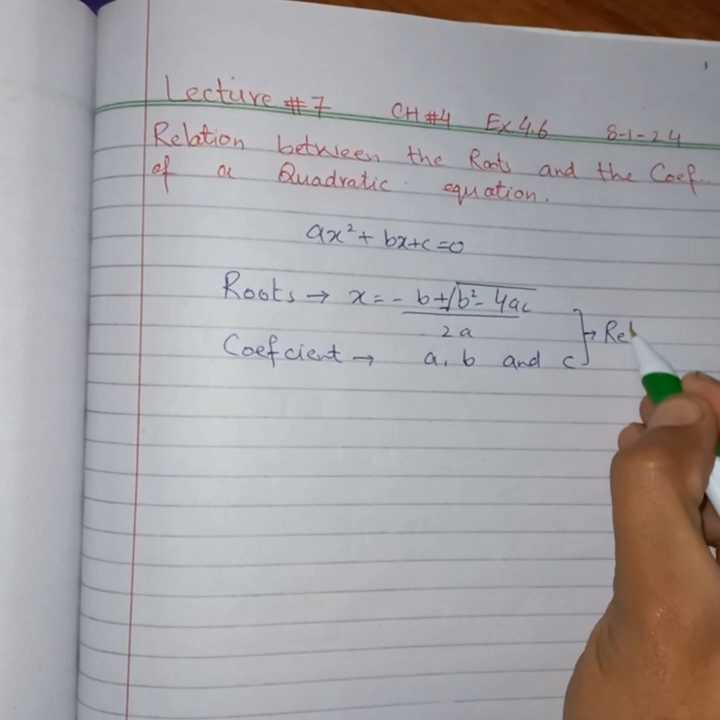 Lecture #7 CH #4 Ex 4.6 8-1-24
Relation between the Roots and the Coef-
of a Quadratic equation.
ax² + bx+c=0
Roots → x = -b±√b²-4ac / 2a
Coefcient → a, b and c } → Rel